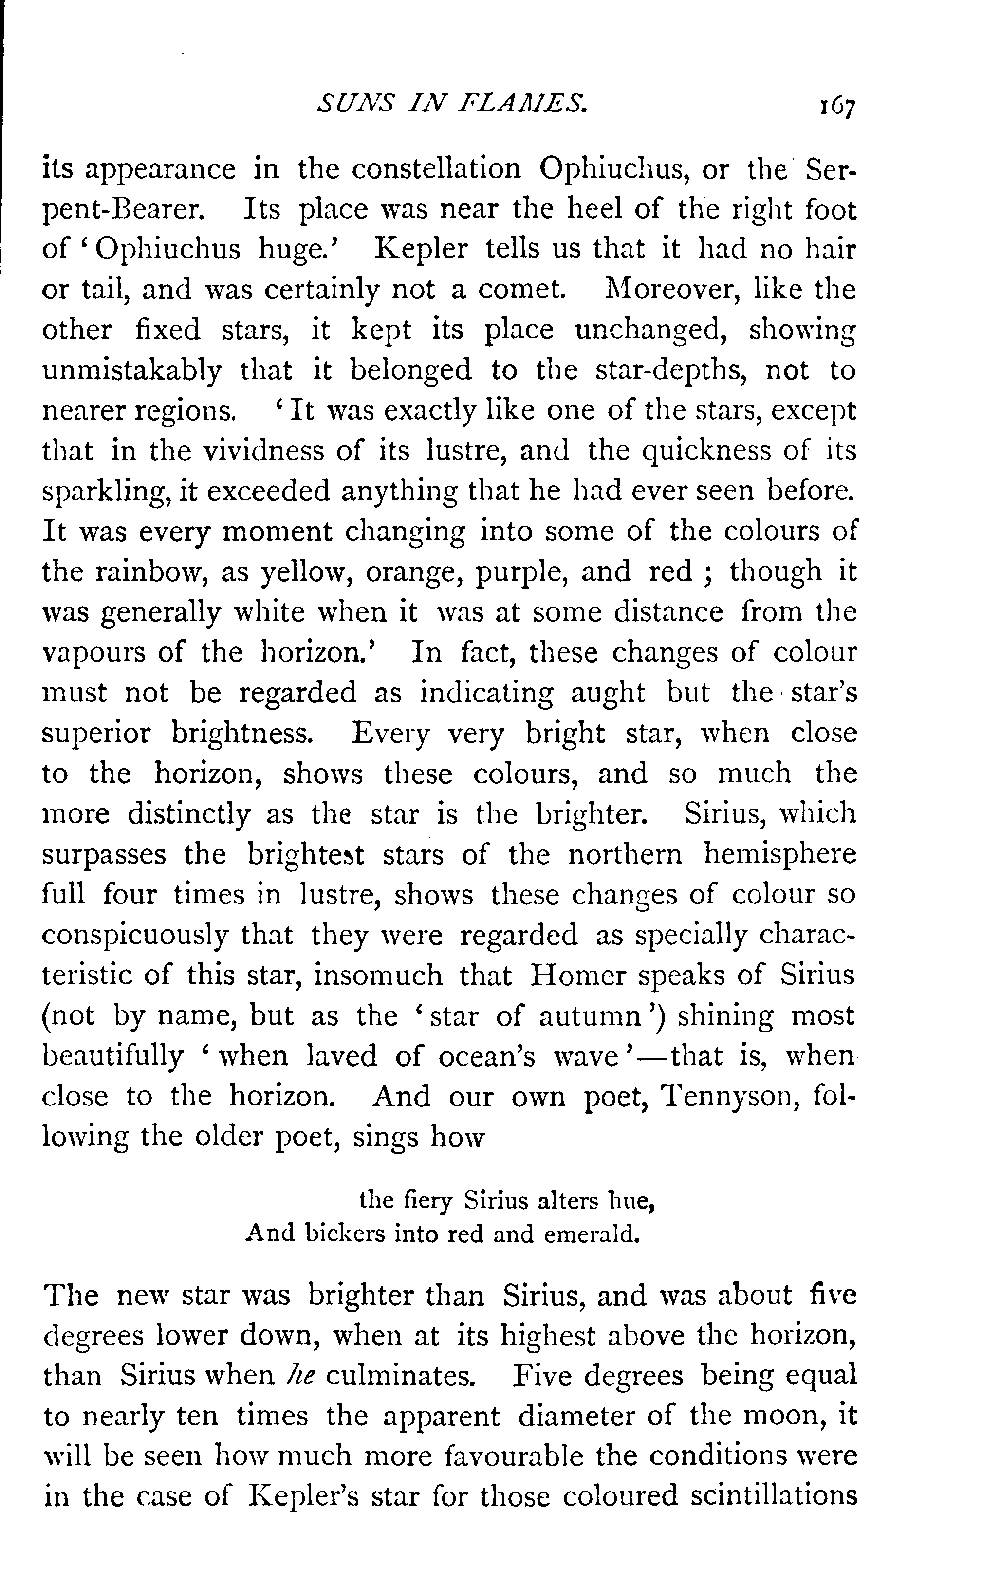 SUNS IN FLAMES. 167
its appearance in the constellation Ophiuchus, or the Ser-
pent-Bearer. Its place was near the heel of the right foot
of ‘Ophiuchus huge.’ Kepler tells us that it had no hair
or tail, and was certainly not a comet. Moreover, like the
other fixed stars, it kept its place unchanged, showing
unmistakably that it belonged to the star-depths, not to
nearer regions. ‘It was exactly like one of the stars, except
that in the vividness of its lustre, and the quickness of its
sparkling, it exceeded anything that he had ever seen before.
It was every moment changing into some of the colours of
the rainbow, as yellow, orange, purple, and red ; though it
was generally white when it was at some distance from the
vapours of the horizon.’ In fact, these changes of colour
must not be regarded as indicating aught but the star’s
superior brightness. Every very bright star, when close
to the horizon, shows these colours, and so much the
more distinctly as the star is the brighter. Sirius, which
surpasses the brightest stars of the northern hemisphere
full four times in lustre, shows these changes of colour so
conspicuously that they were regarded as specially charac-
teristic of this star, insomuch that Homer speaks of Sirius
(not by name, but as the ‘star of autumn’) shining most
beautifully ‘when laved of ocean’s wave’—that is, when
close to the horizon. And our own poet, Tennyson, fol-
lowing the older poet, sings how
the fiery Sirius alters hue,
And bickers into red and emerald.
The new star was brighter than Sirius, and was about five
degrees lower down, when at its highest above the horizon,
than Sirius when he culminates. Five degrees being equal
to nearly ten times the apparent diameter of the moon, it
will be seen how much more favourable the conditions were
in the case of Kepler’s star for those coloured scintillations